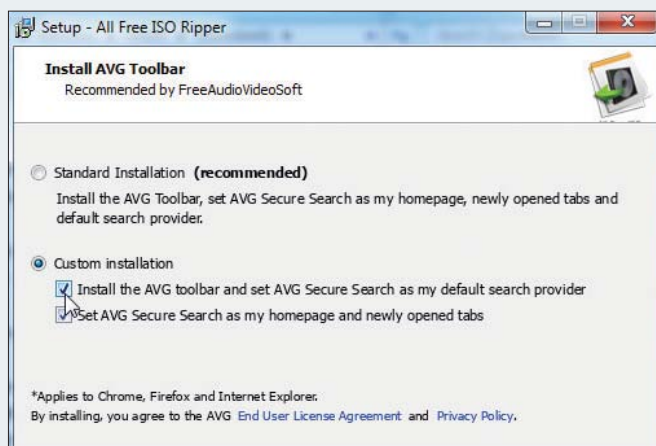 Setup - All Free ISO Ripper
Install AVG Toolbar
Recommended by FreeAudioVideoSoft
Standard Installation (recommended)
Install the AVG Toolbar, set AVG Secure Search as my homepage, newly opened tabs and
default search provider.
Custom installation
Install the AVG toolbar and set AVG Secure Search as my default search provider
Set AVG Secure Search as my homepage and newly opened tabs
*Applies to Chrome, Firefox and Internet Explorer.
By installing, you agree to the AVG End User License Agreement and Privacy Policy.